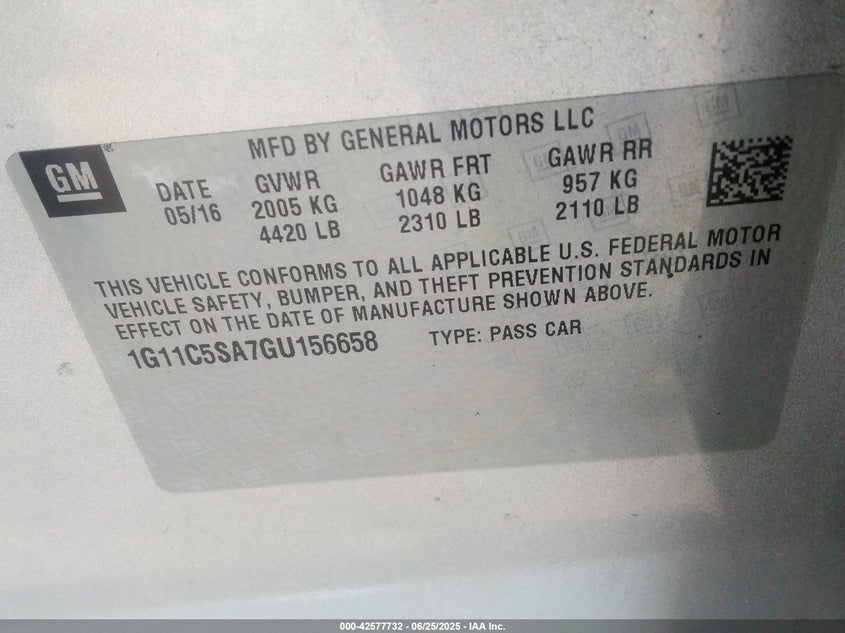 GM
MFD BY GENERAL MOTORS LLC
DATE GVWR GAWR FRT GAWR RR
05/16 2005 KG 1048 KG 957 KG
4420 LB 2310 LB 2110 LB
THIS VEHICLE CONFORMS TO ALL APPLICABLE U.S. FEDERAL MOTOR
VEHICLE SAFETY, BUMPER, AND THEFT PREVENTION STANDARDS IN
EFFECT ON THE DATE OF MANUFACTURE SHOWN ABOVE.
1G11C5SA7GU156658 TYPE: PASS CAR
000-42577732 - 06/25/2025 - IAA Inc.